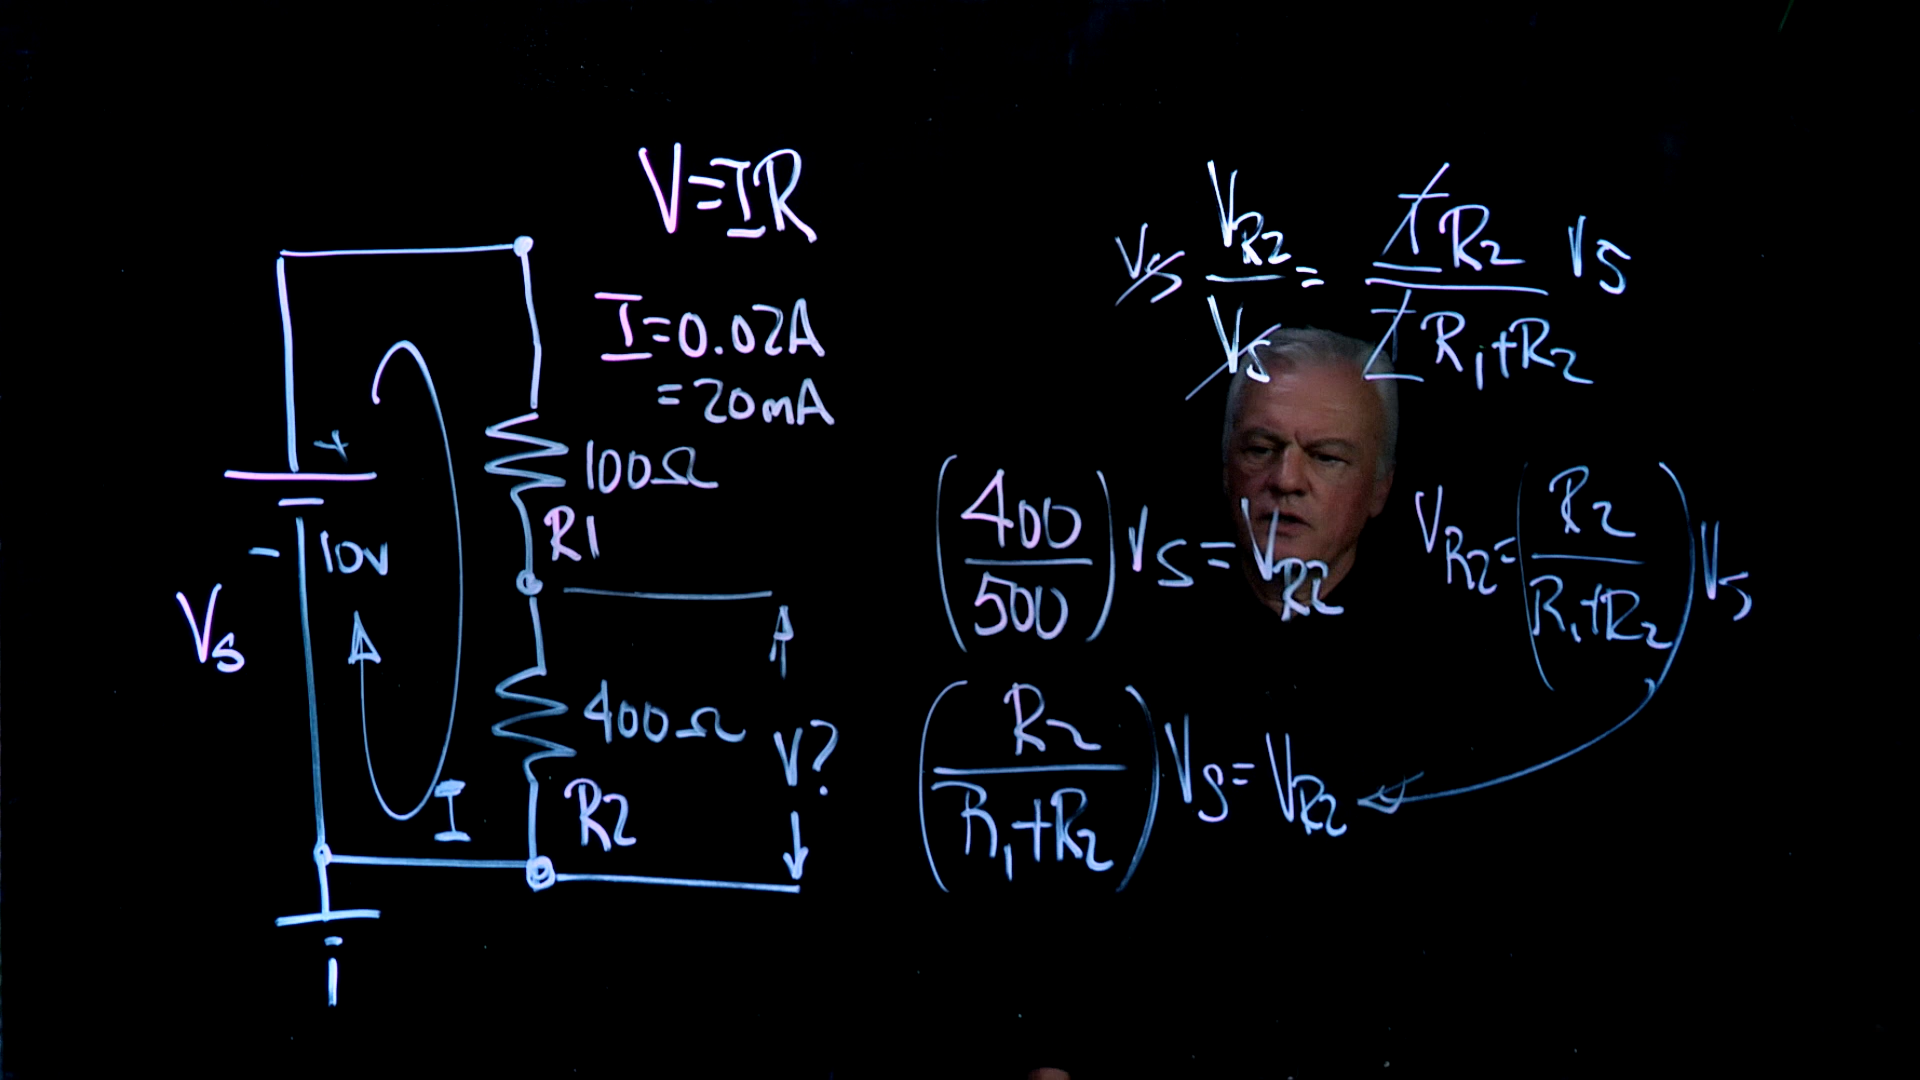 V=IR
I=0.02A
=20mA
+
100Ω
R1
-
10V
Vs
400Ω
V?
I
R2
Vs VR2/Vs = I R2/I R1+R2 Vs
(400/500) Vs = VR2
VR2 = (R2/R1+R2) Vs
(R2/R1+R2) Vs = VR2